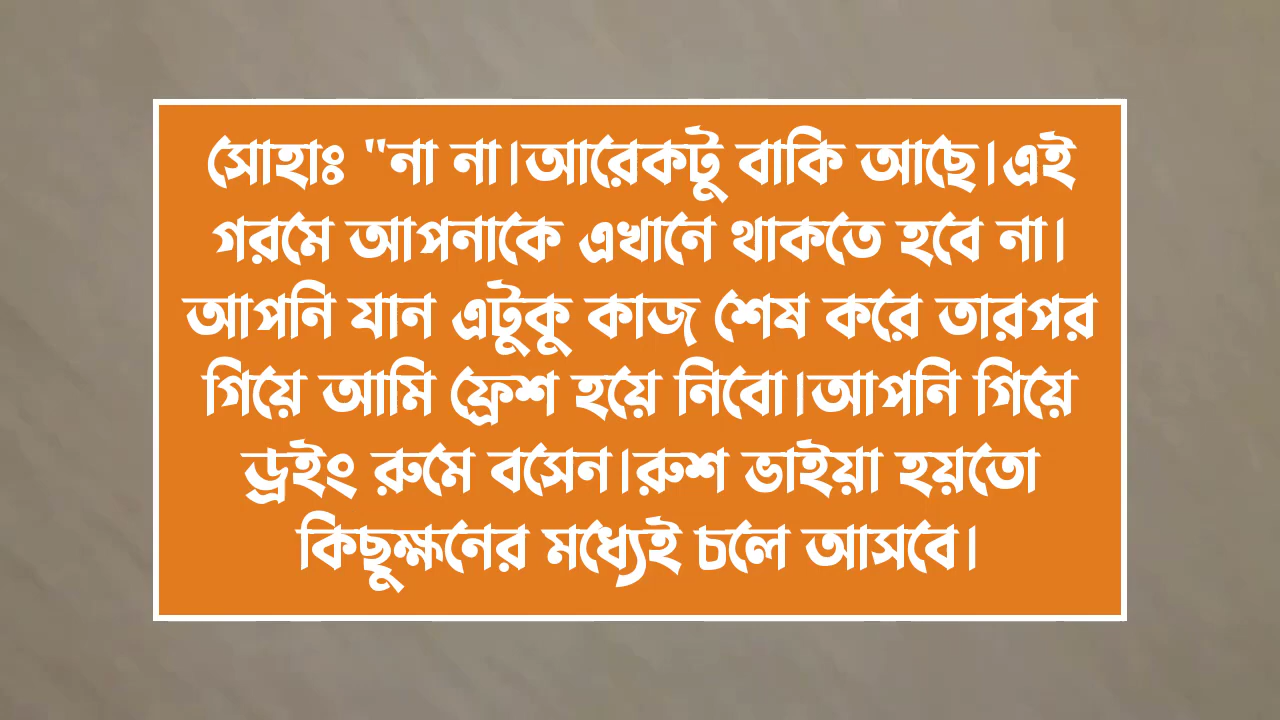 সোহাঃ "না না।আরেকটু বাকি আছে।এই
গরমে আপনাকে এখানে থাকতে হবে না।
আপনি যান এটুকু কাজ শেষ করে তারপর
গিয়ে আমি ফ্রেশ হয়ে নিবো।আপনি গিয়ে
ড্রইং রুমে বসেন।রুশ ভাইয়া হয়তো
কিছুক্ষনের মধ্যেই চলে আসবে।